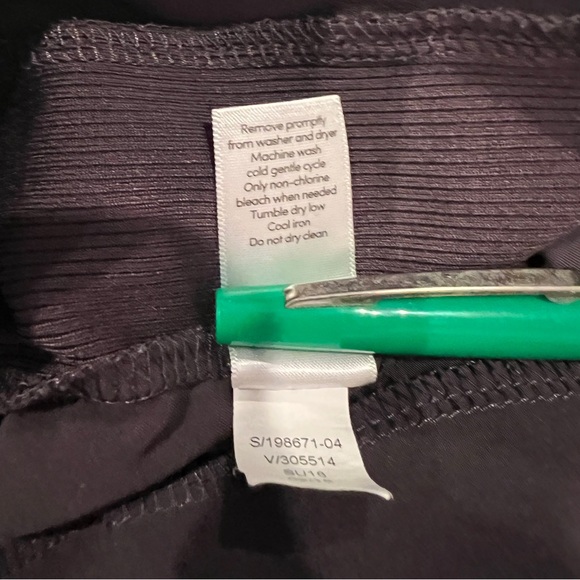 Remove promptly
from washer and dryer
Machine wash
cold gentle cycle
Only non-chlorine
bleach when needed
Tumble dry low
Cool iron
Do not dry clean
S/198671-04
V/305514
SU16